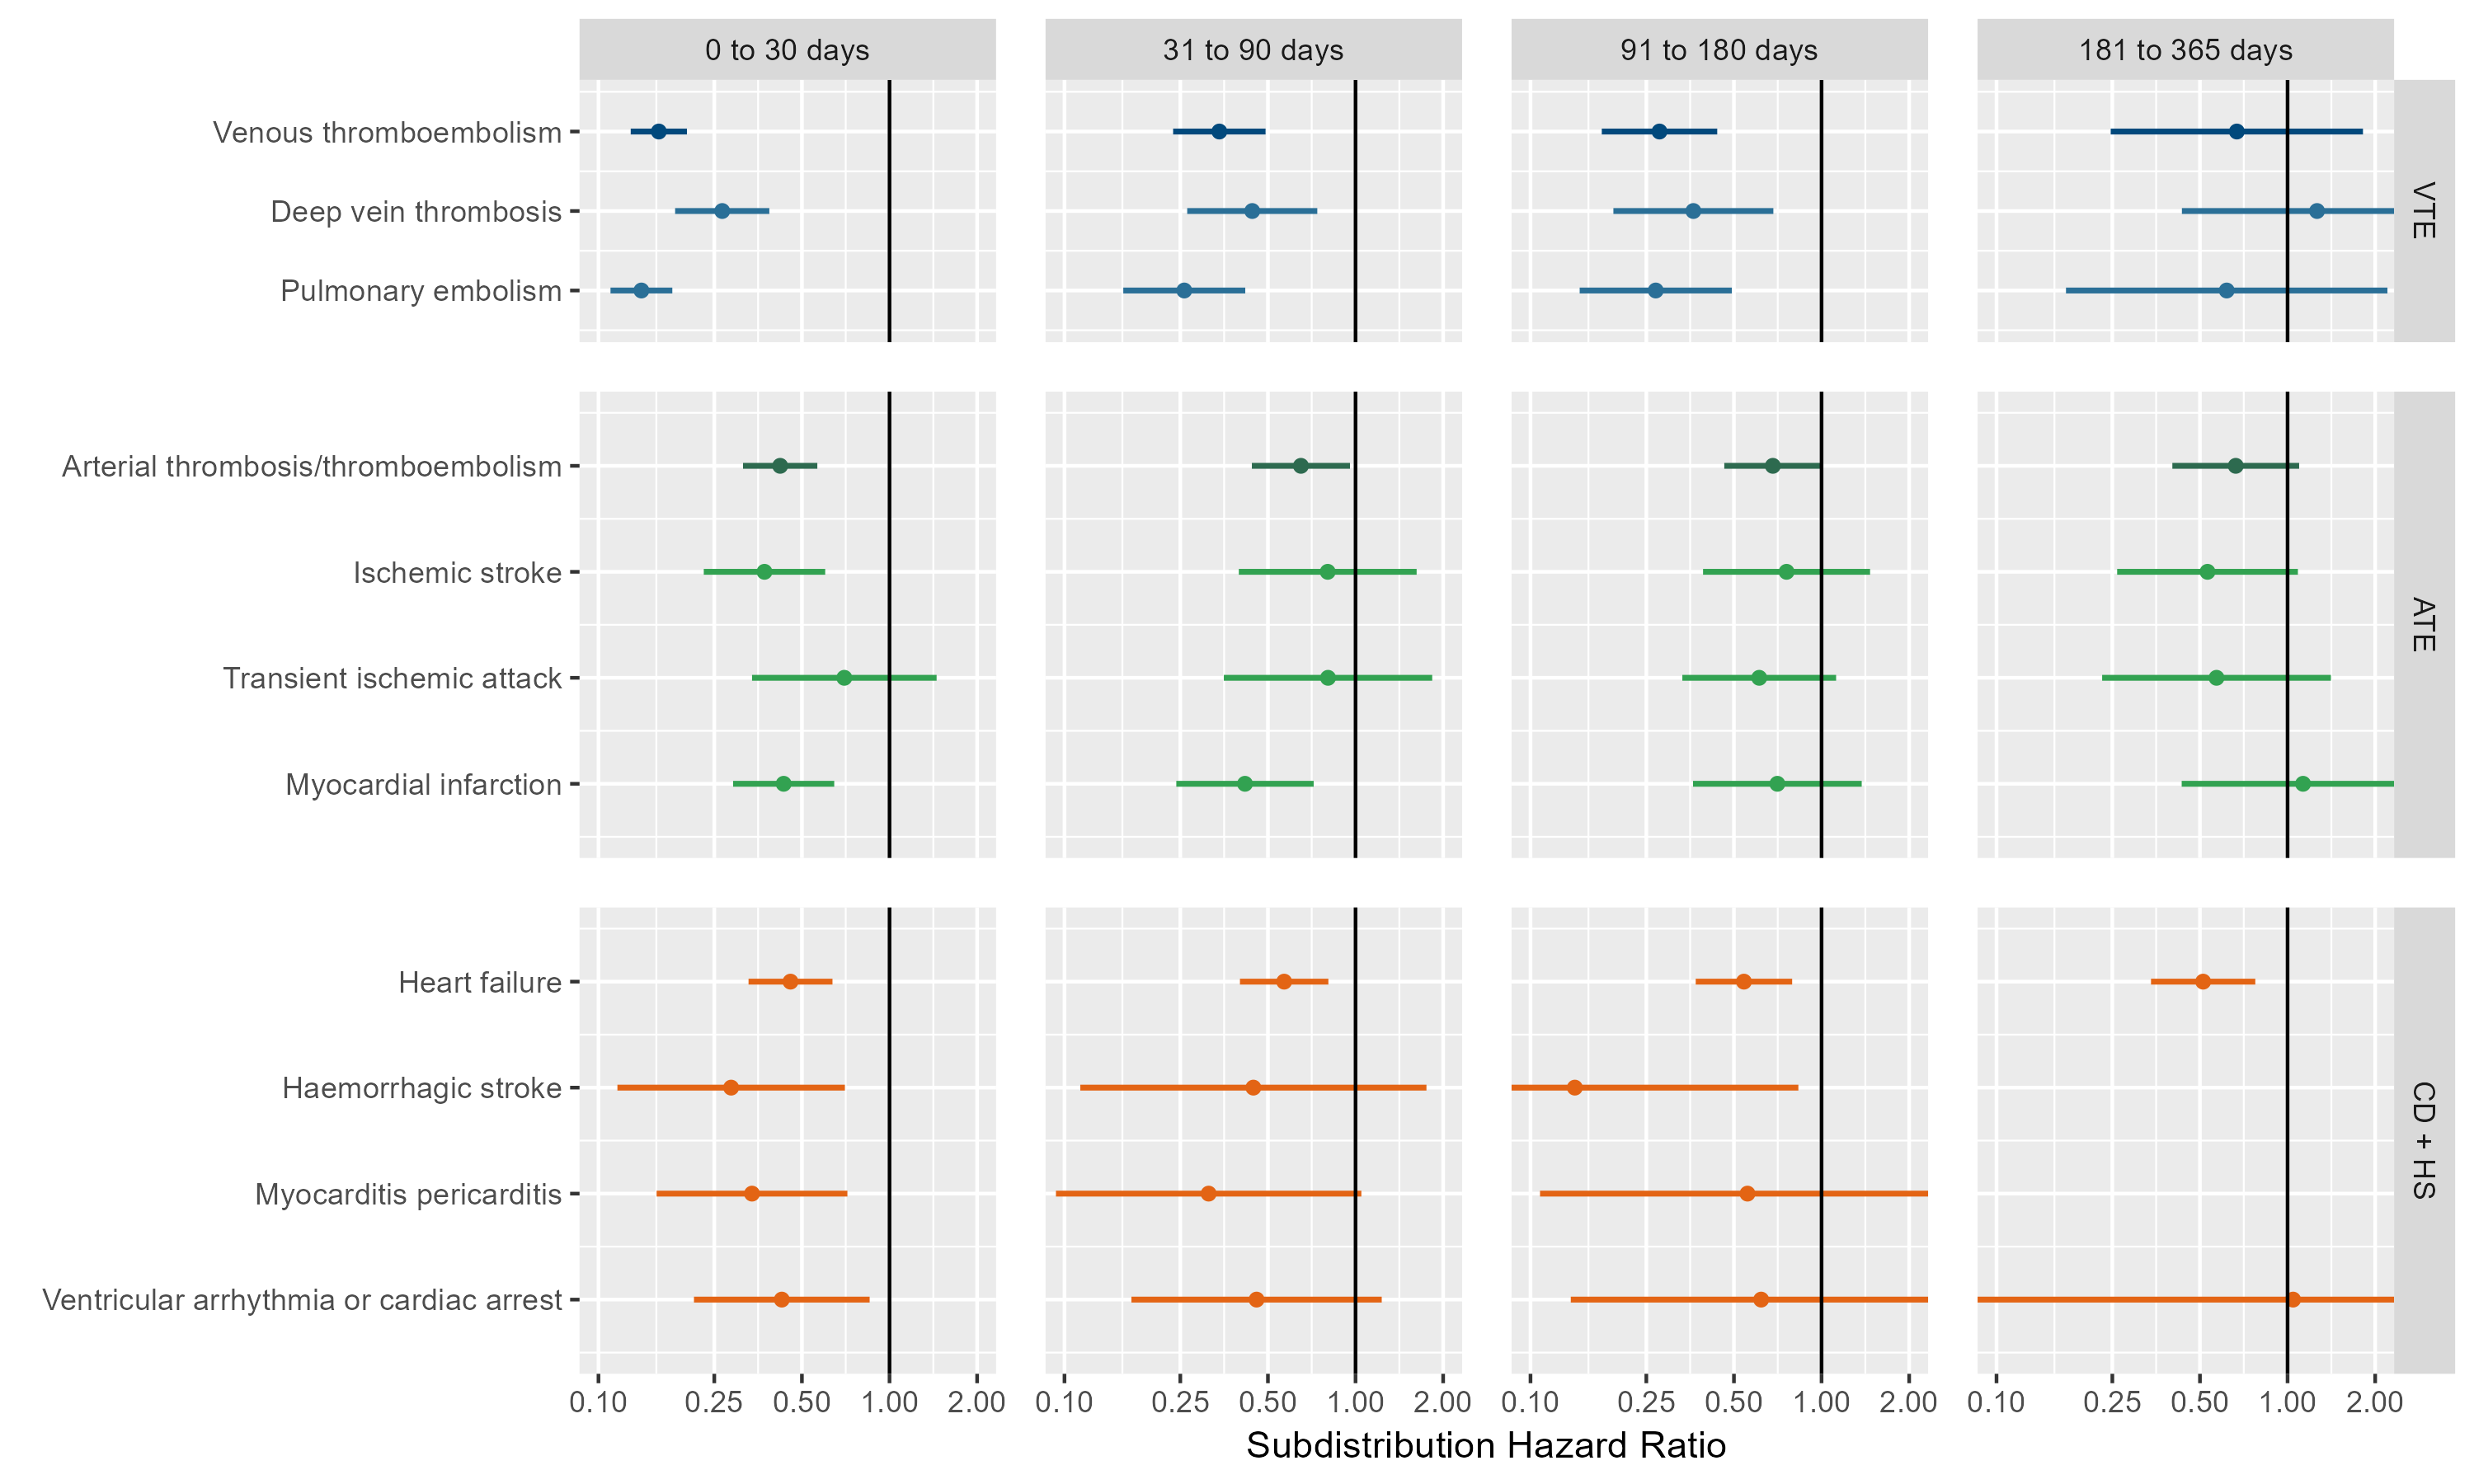 0 to 30 days
31 to 90 days
91 to 180 days
181 to 365 days
Venous thromboembolism
Deep vein thrombosis
Pulmonary embolism
VTE
Arterial thrombosis/thromboembolism
Ischemic stroke
Transient ischemic attack
Myocardial infarction
ATE
Heart failure
Haemorrhagic stroke
Myocarditis pericarditis
Ventricular arrhythmia or cardiac arrest
CD + HS
0.10 0.25 0.50 1.00 2.00
0.10 0.25 0.50 1.00 2.00
0.10 0.25 0.50 1.00 2.00
0.10 0.25 0.50 1.00 2.00
Subdistribution Hazard Ratio